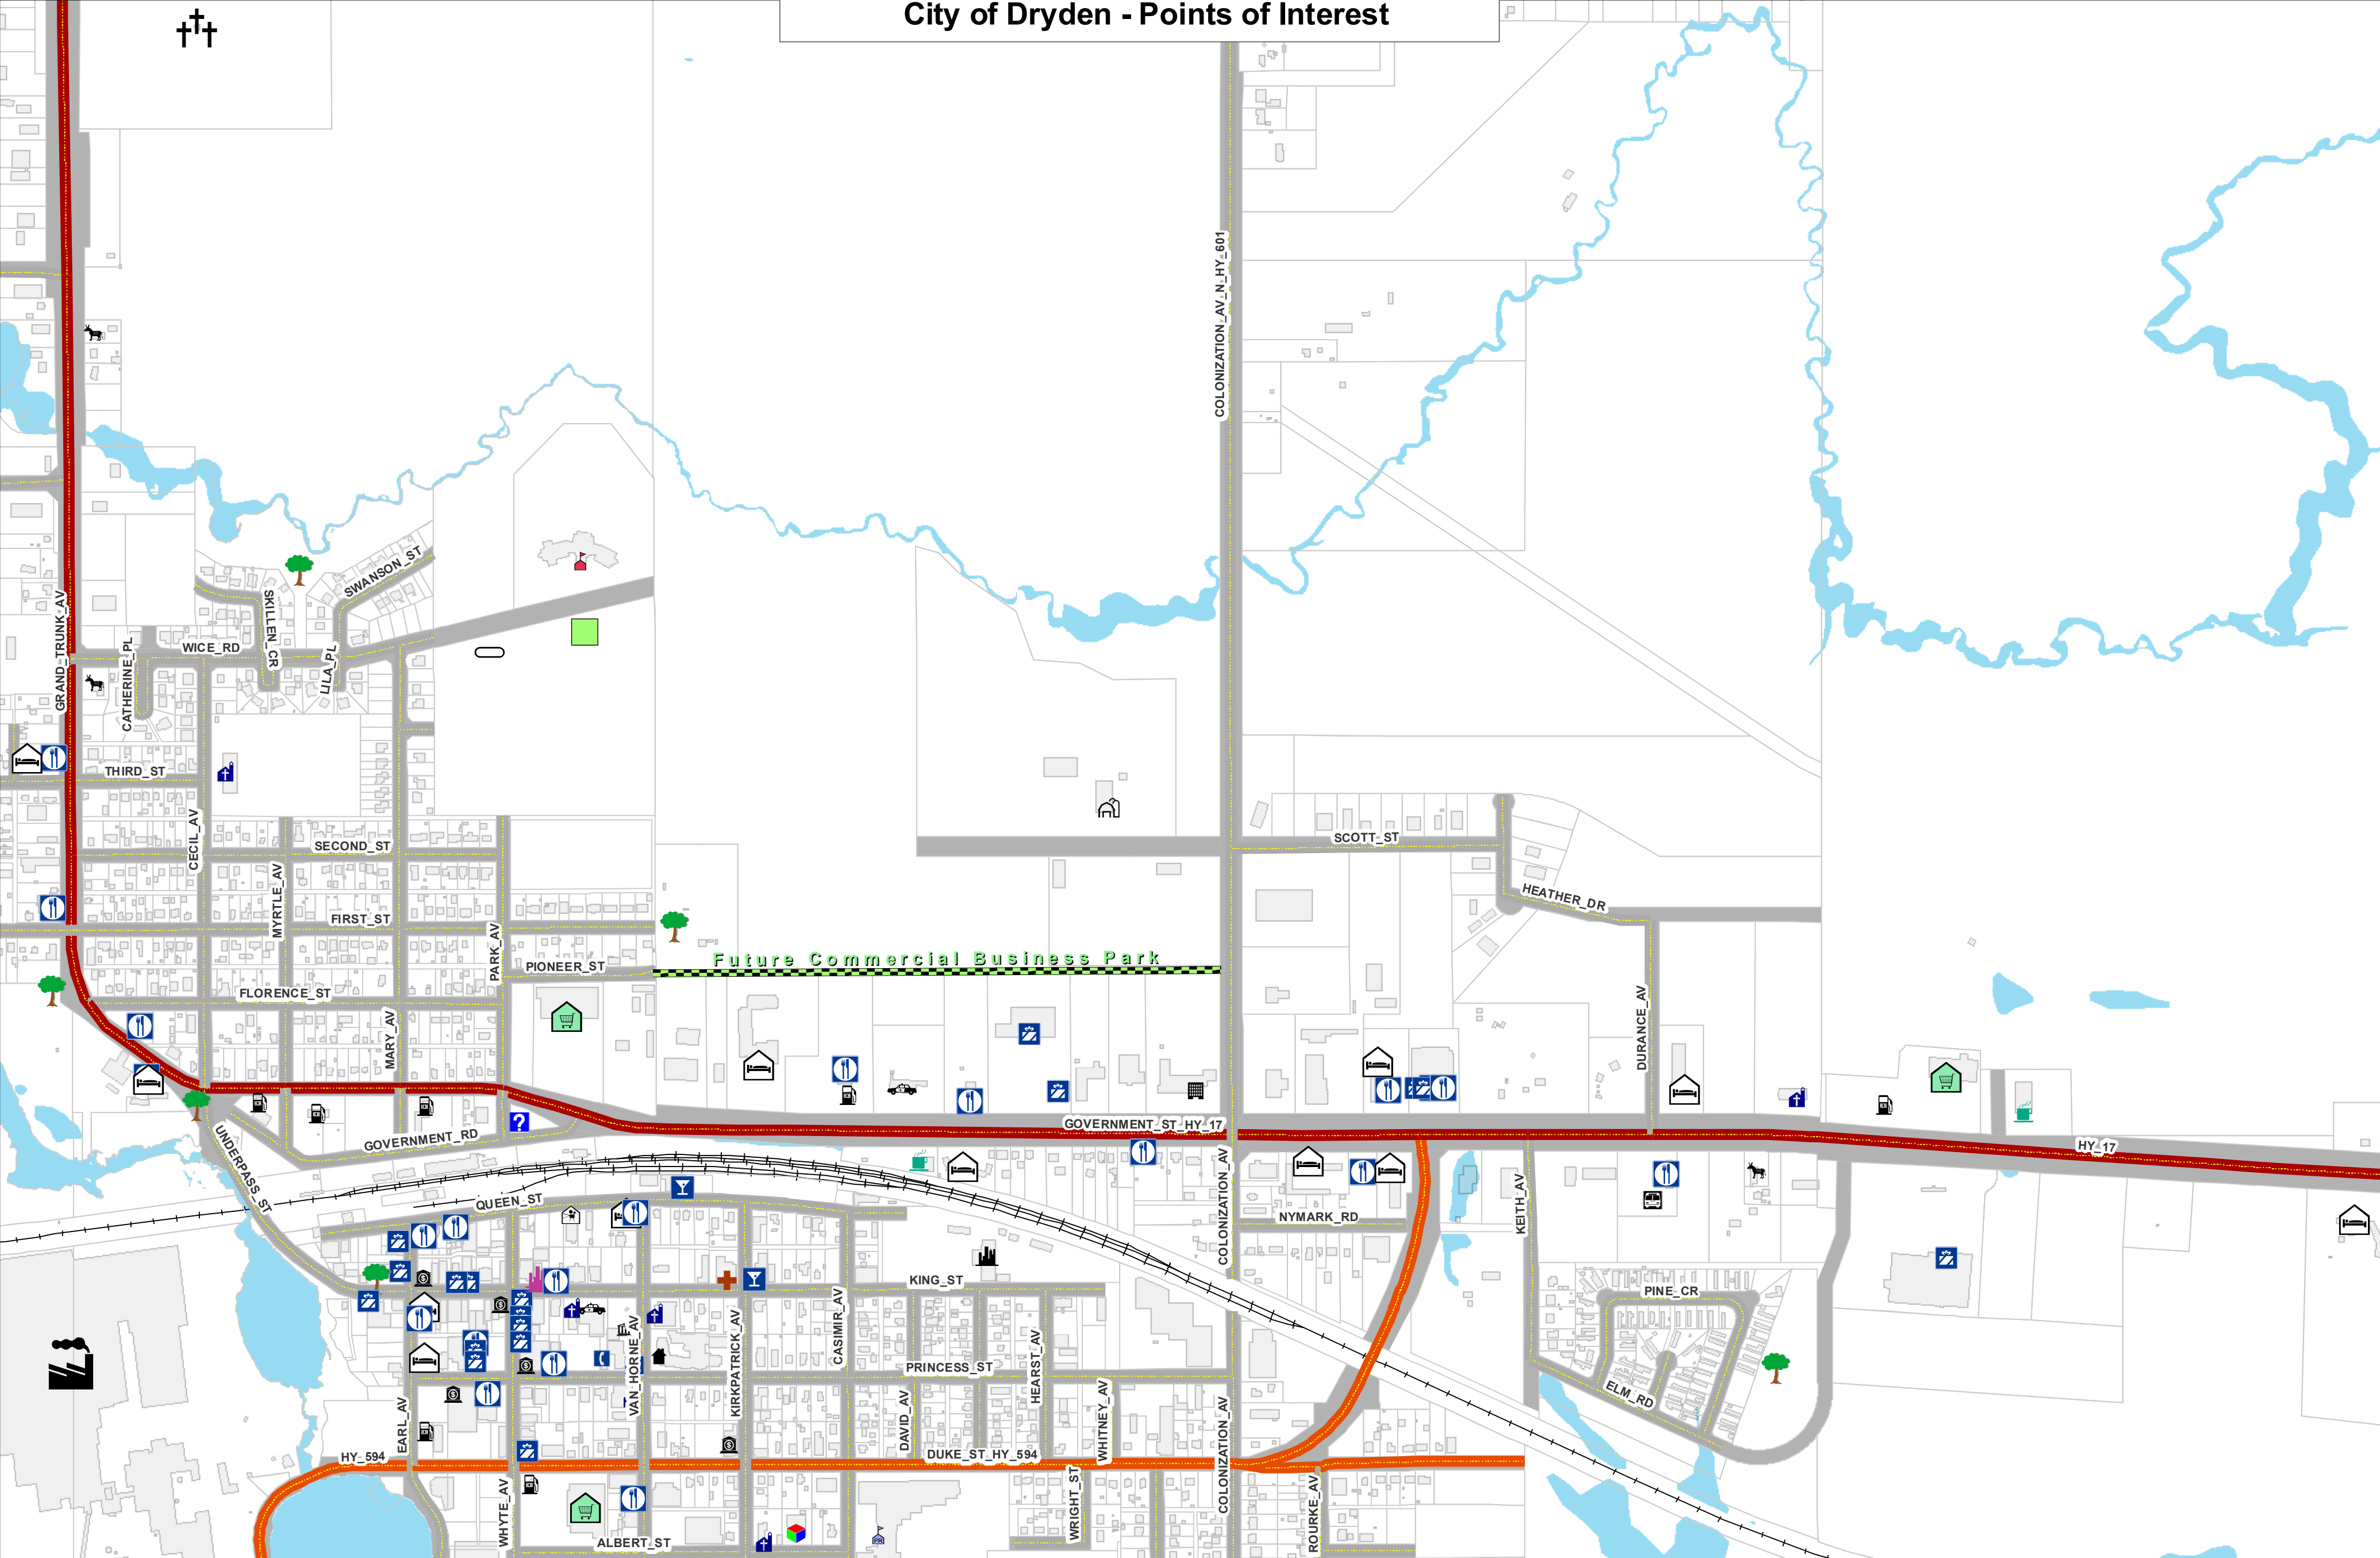 City of Dryden - Points of Interest
COLONIZATION_AV_N_HY_601
SWANSON_ST
SKILLEN_CR
GRAND_TRUNK_AV
WICE_RD
CATHERINE_PL
LILA_PL
THIRD_ST
CECIL_AV
SECOND_ST
SCOTT_ST
MYRTLE_AV
HEATHER_DR
FIRST_ST
PARK_AV
Future Commercial Business Park
PIONEER_ST
FLORENCE_ST
MARY_AV
DURANCE_AV
?
GOVERNMENT_ST_HY_17
GOVERNMENT_RD
HY_17
UNDERPASS_ST
QUEEN_ST
COLONIZATION_AV
NYMARK_RD
KEITH_AV
KING_ST
PINE_CR
VAN_HORNE_AV
KIRKPATRICK_AV
CASIMIR_AV
HEARST_AV
PRINCESS_ST
ELM_RD
EARL_AV
DAVID_AV
WHITNEY_AV
COLONIZATION_AV
HY_594
DUKE_ST_HY_594
WHYTE_AV
WRIGHT_ST
ROURKE_AV
ALBERT_ST